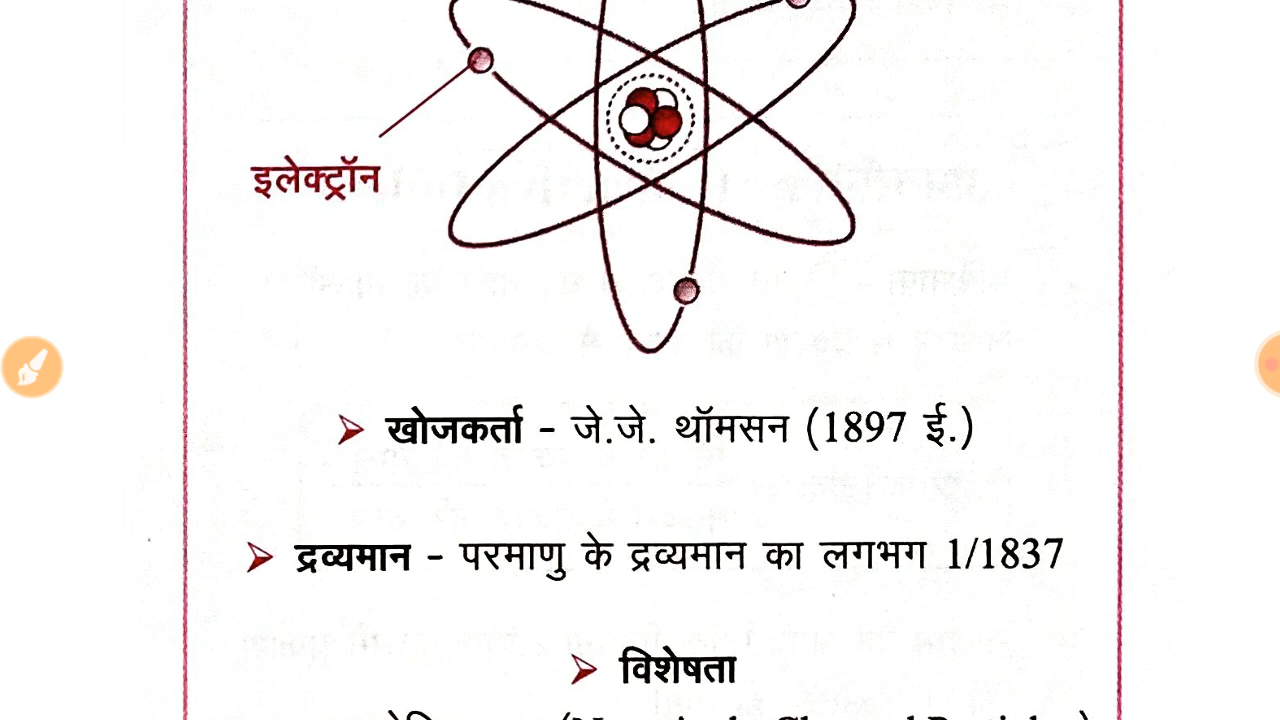 इलेक्ट्रॉन
➢ खोजकर्ता - जे.जे. थॉमसन (1897 ई.)
➢ द्रव्यमान - परमाणु के द्रव्यमान का लगभग 1/1837
➢ विशेषता